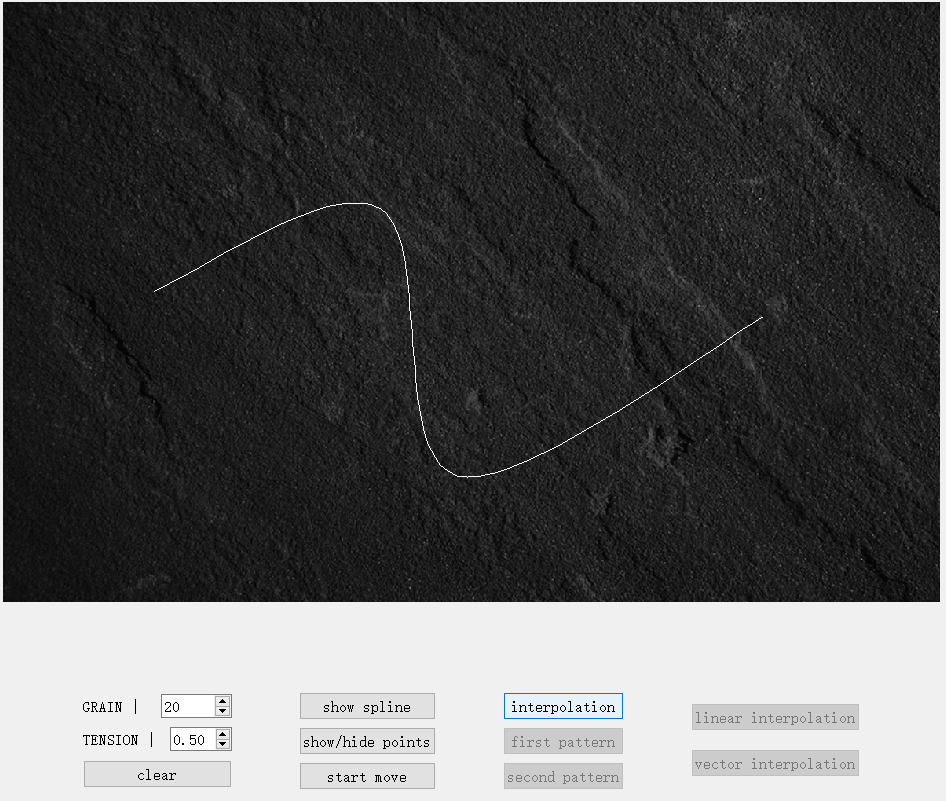 GRAIN |
20
show spline
interpolation
linear interpolation
TENSION |
0.50
show/hide points
first pattern
vector interpolation
clear
start move
second pattern